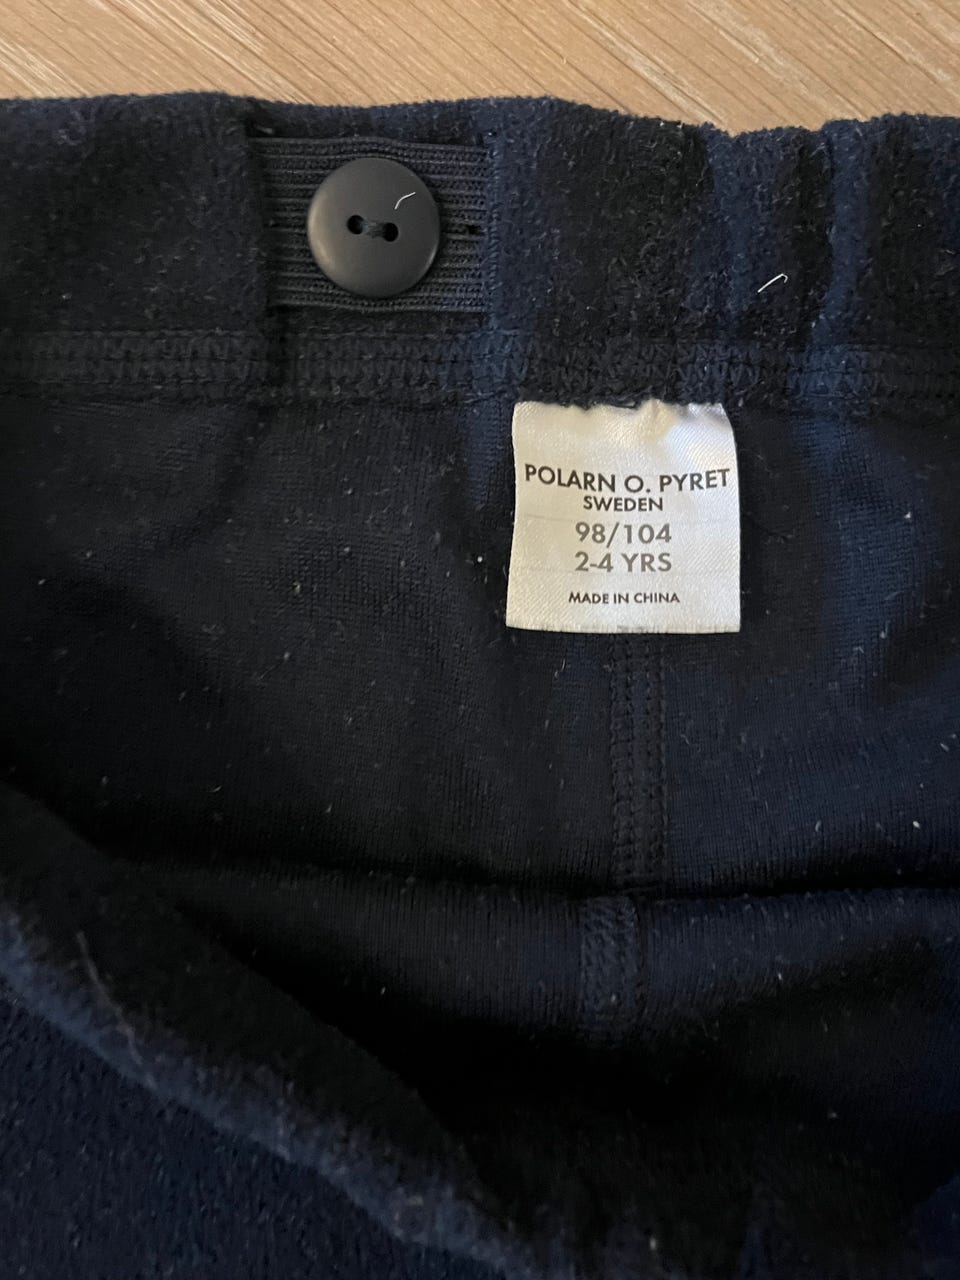 POLARN O. PYRET
SWEDEN
98/104
2-4 YRS
MADE IN CHINA